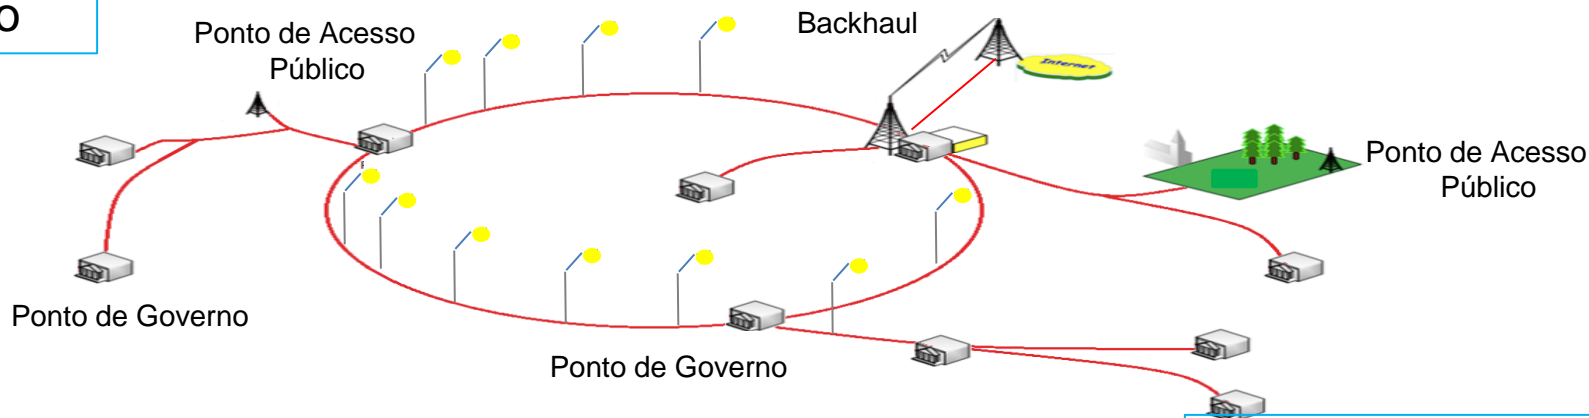 o
Ponto de Acesso
Público
Backhaul
Internet
Ponto de Acesso
Público
Ponto de Governo
Ponto de Governo